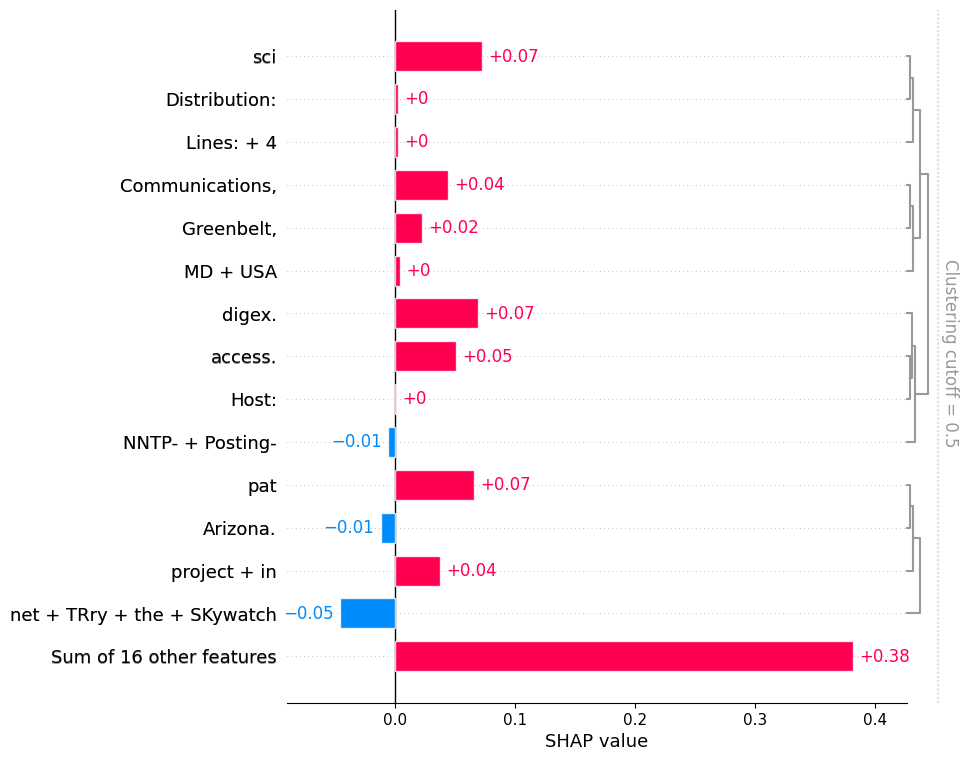 sci +0.07
Distribution: +0
Lines: + 4 +0
Communications, +0.04
Greenbelt, +0.02
MD + USA +0
digex. +0.07
access. +0.05
Host: +0
NNTP- + Posting- −0.01
pat +0.07
Arizona. −0.01
project + in +0.04
net + TRry + the + SKywatch −0.05
Sum of 16 other features +0.38
0.0 0.1 0.2 0.3 0.4
SHAP value
Clustering cutoff = 0.5